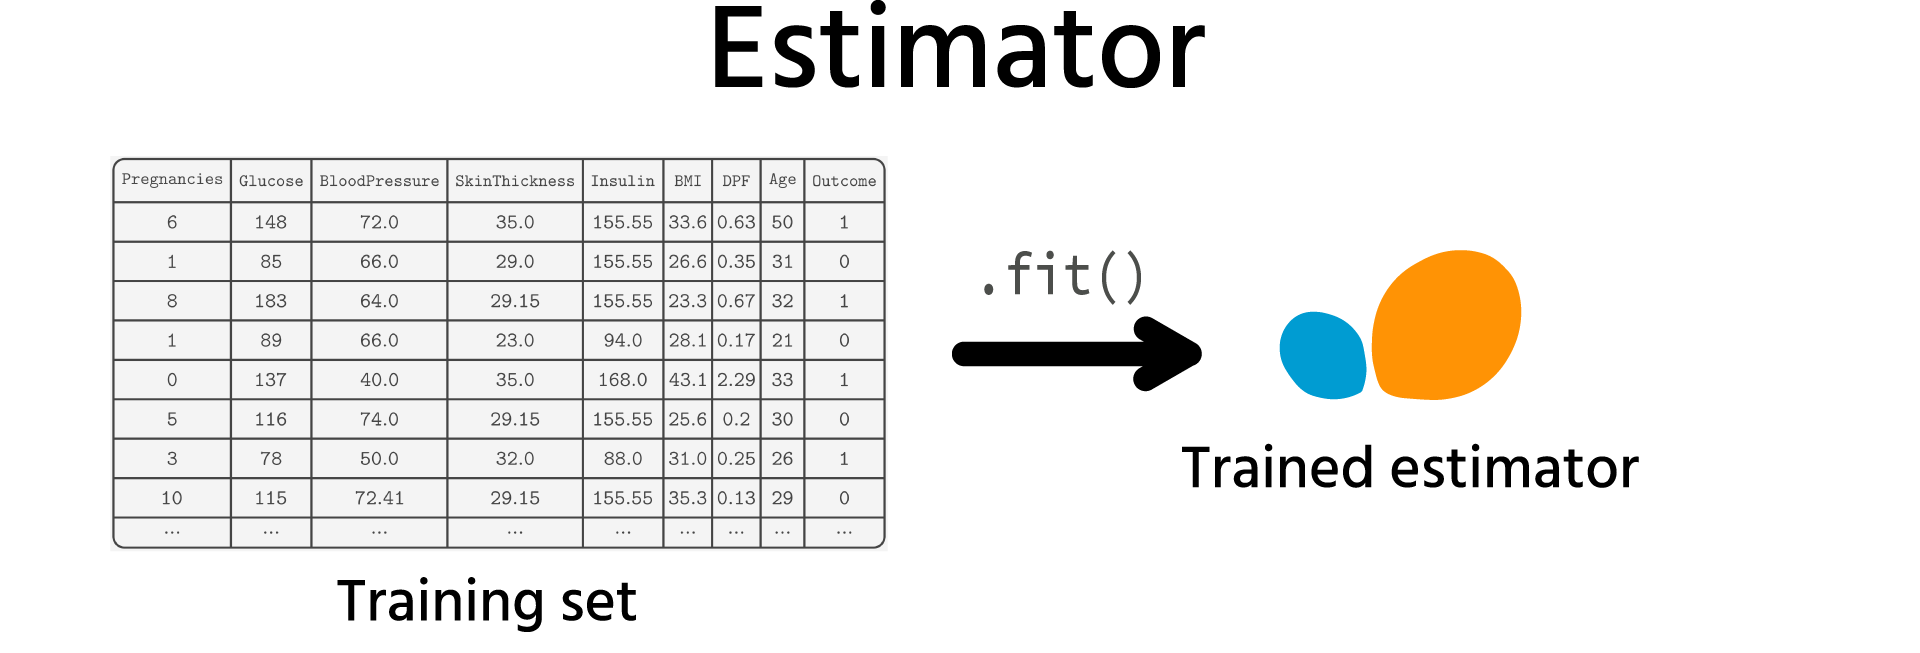 Estimator
Pregnancies Glucose BloodPressure SkinThickness Insulin BMI DPF Age Outcome
6 148 72.0 35.0 155.55 33.6 0.63 50 1
1 85 66.0 29.0 155.55 26.6 0.35 31 0
8 183 64.0 29.15 155.55 23.3 0.67 32 1
1 89 66.0 23.0 94.0 28.1 0.17 21 0
0 137 40.0 35.0 168.0 43.1 2.29 33 1
5 116 74.0 29.15 155.55 25.6 0.2 30 0
3 78 50.0 32.0 88.0 31.0 0.25 26 1
10 115 72.41 29.15 155.55 35.3 0.13 29 0
... ... ... ... ... ... ... ... ...
.fit()
Trained estimator
Training set